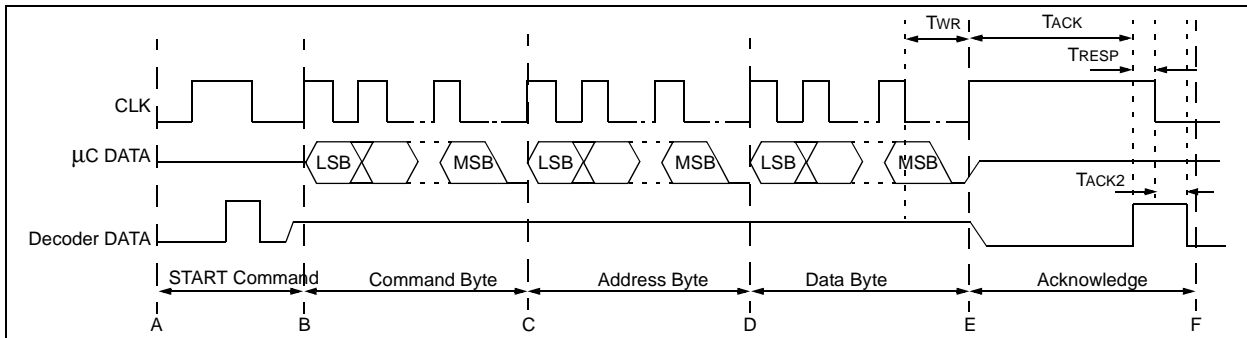 TWR
TACK
TRESP
CLK
μC DATA
LSB MSB LSB MSB LSB MSB
TACK2
Decoder DATA
START Command Command Byte Address Byte Data Byte Acknowledge
A B C D E F